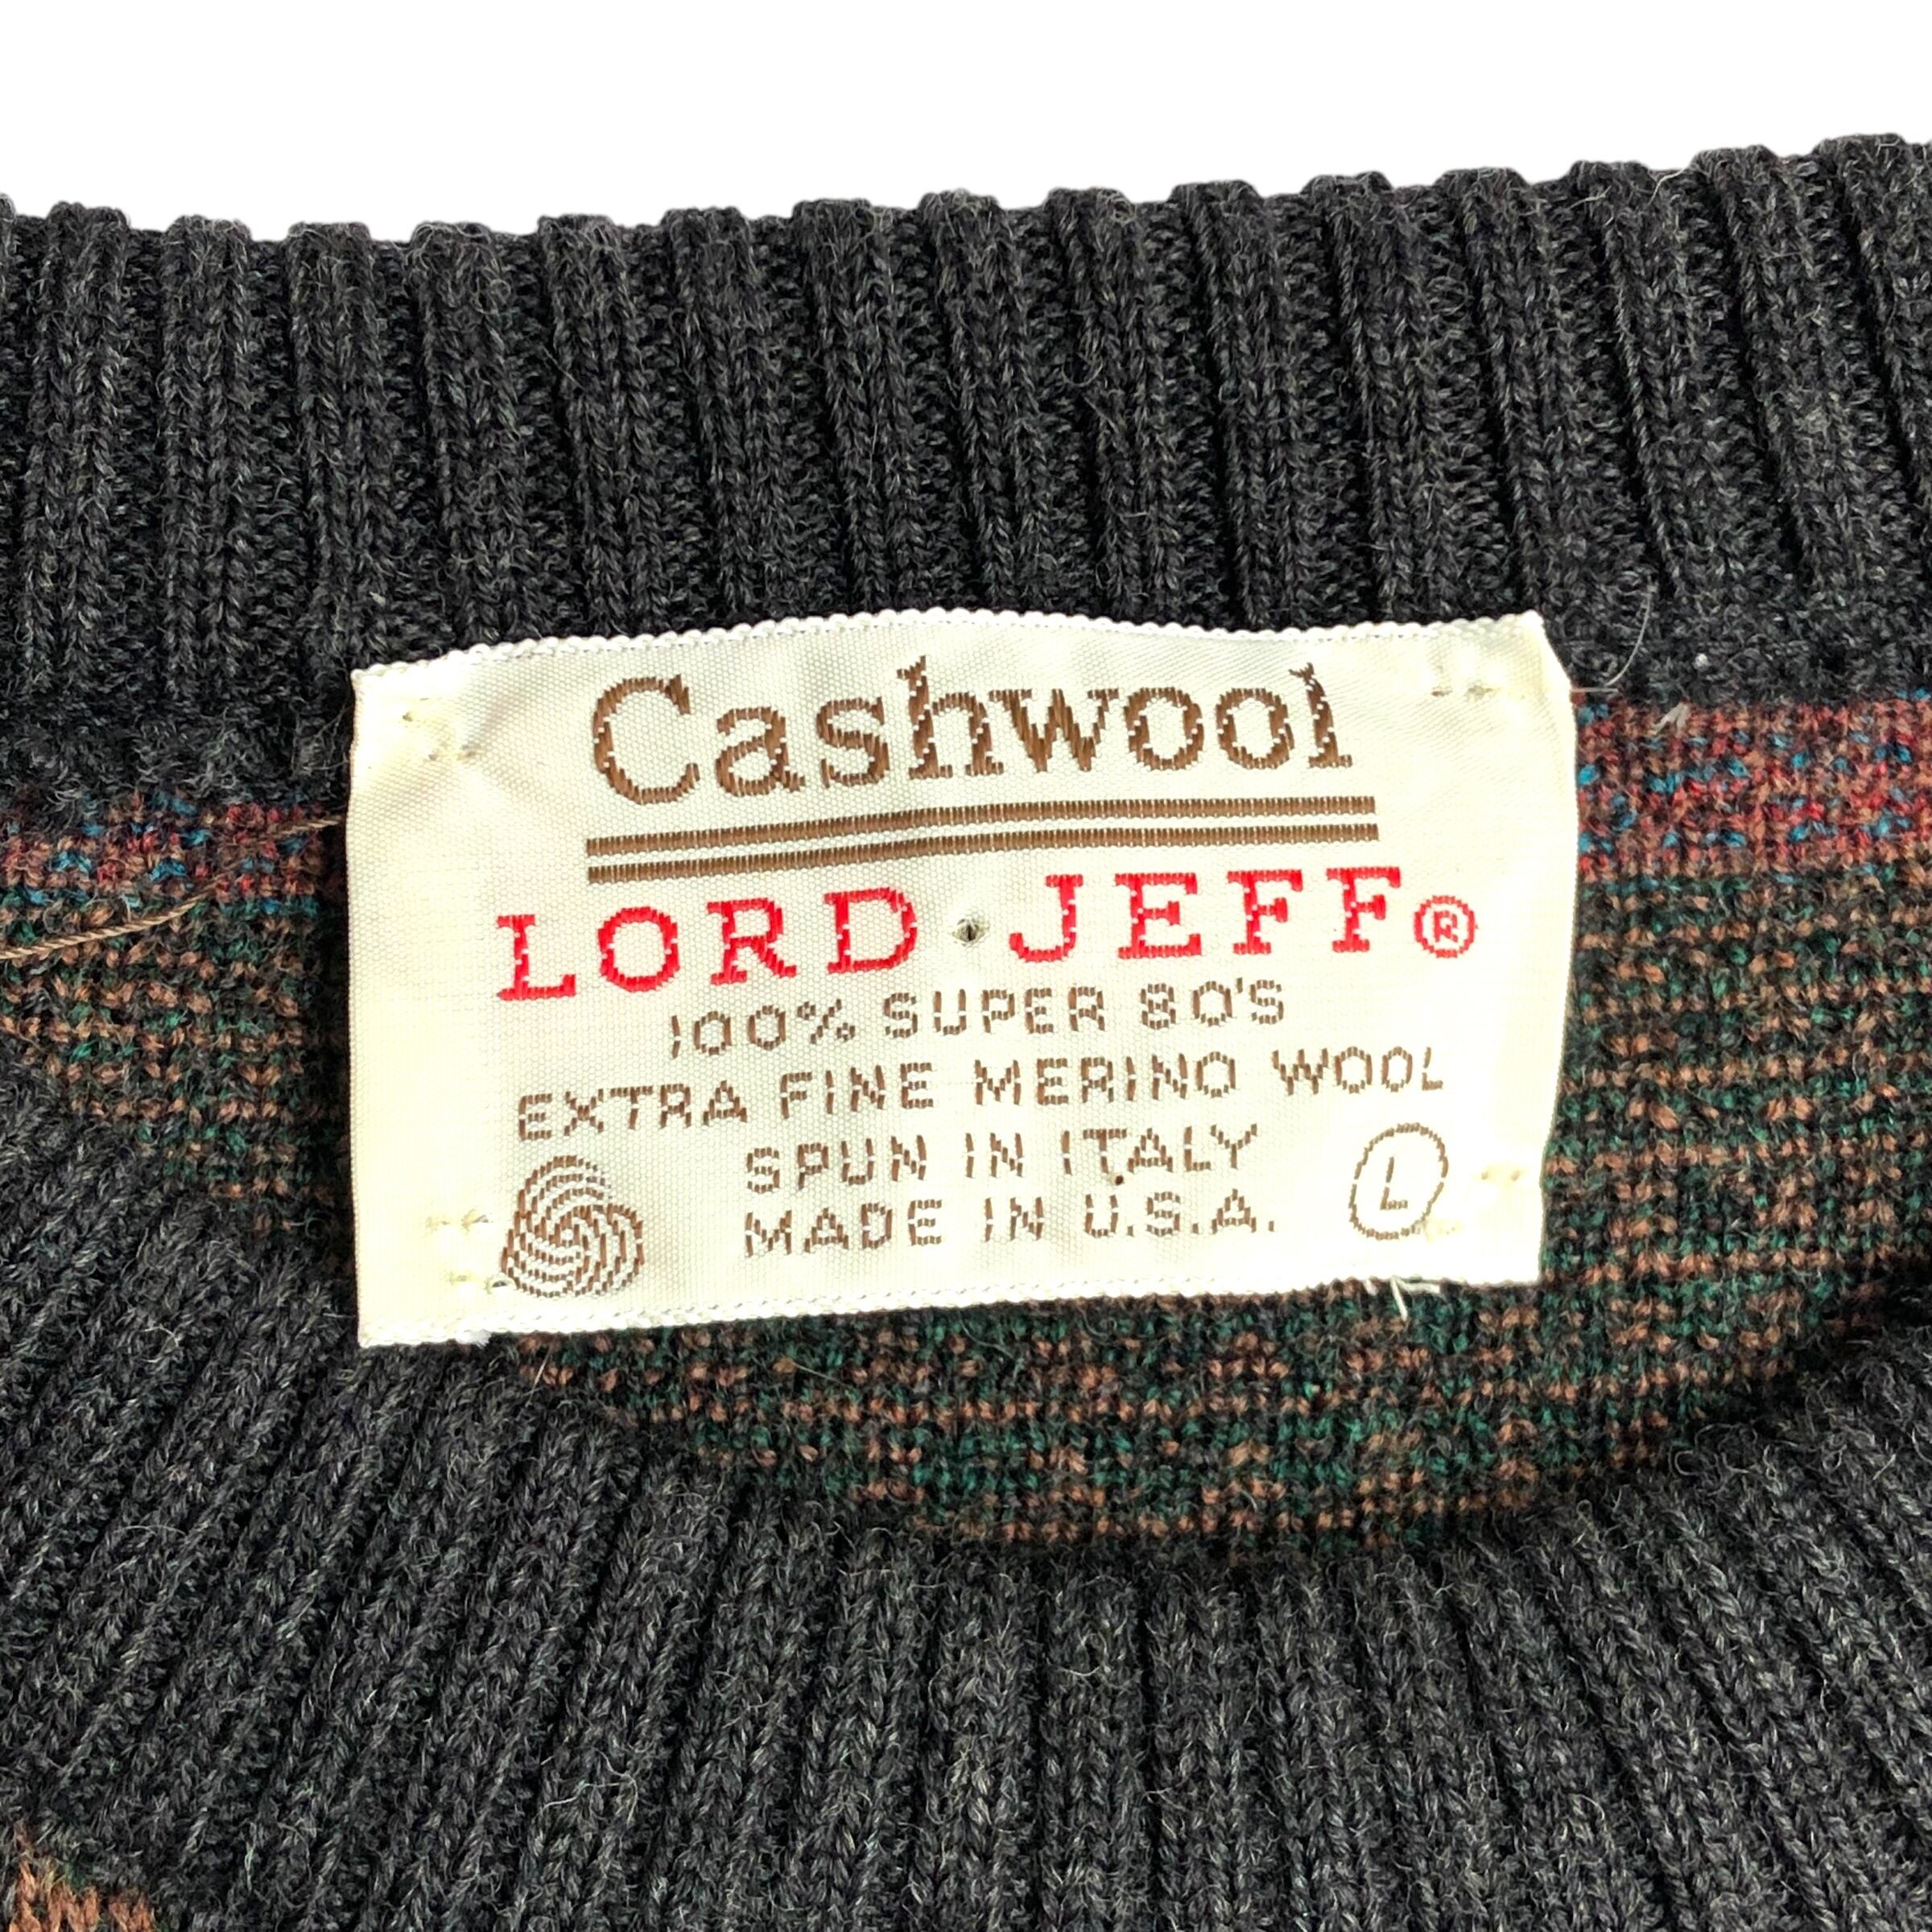 Cashwool
LORD JEFF®
100% SUPER 80'S
EXTRA FINE MERINO WOOL
SPUN IN ITALY
MADE IN U.S.A.
L